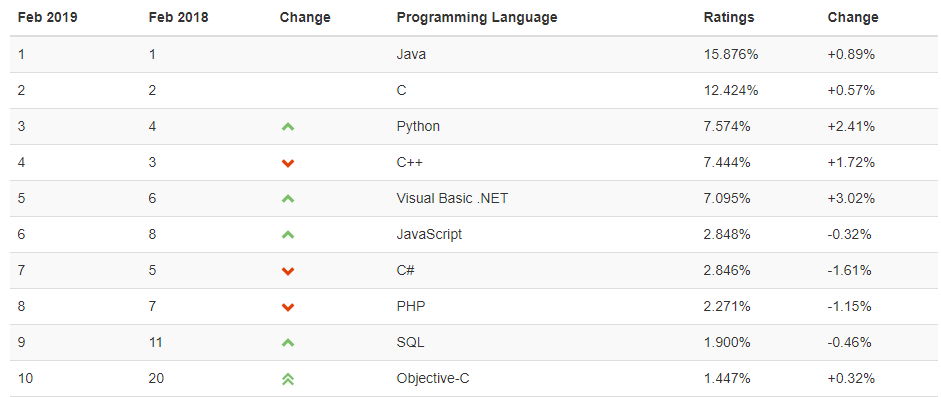 Feb 2019 Feb 2018 Change Programming Language Ratings Change
1 1 Java 15.876% +0.89%
2 2 C 12.424% +0.57%
3 4 Python 7.574% +2.41%
4 3 C++ 7.444% +1.72%
5 6 Visual Basic .NET 7.095% +3.02%
6 8 JavaScript 2.848% -0.32%
7 5 C# 2.846% -1.61%
8 7 PHP 2.271% -1.15%
9 11 SQL 1.900% -0.46%
10 20 Objective-C 1.447% +0.32%